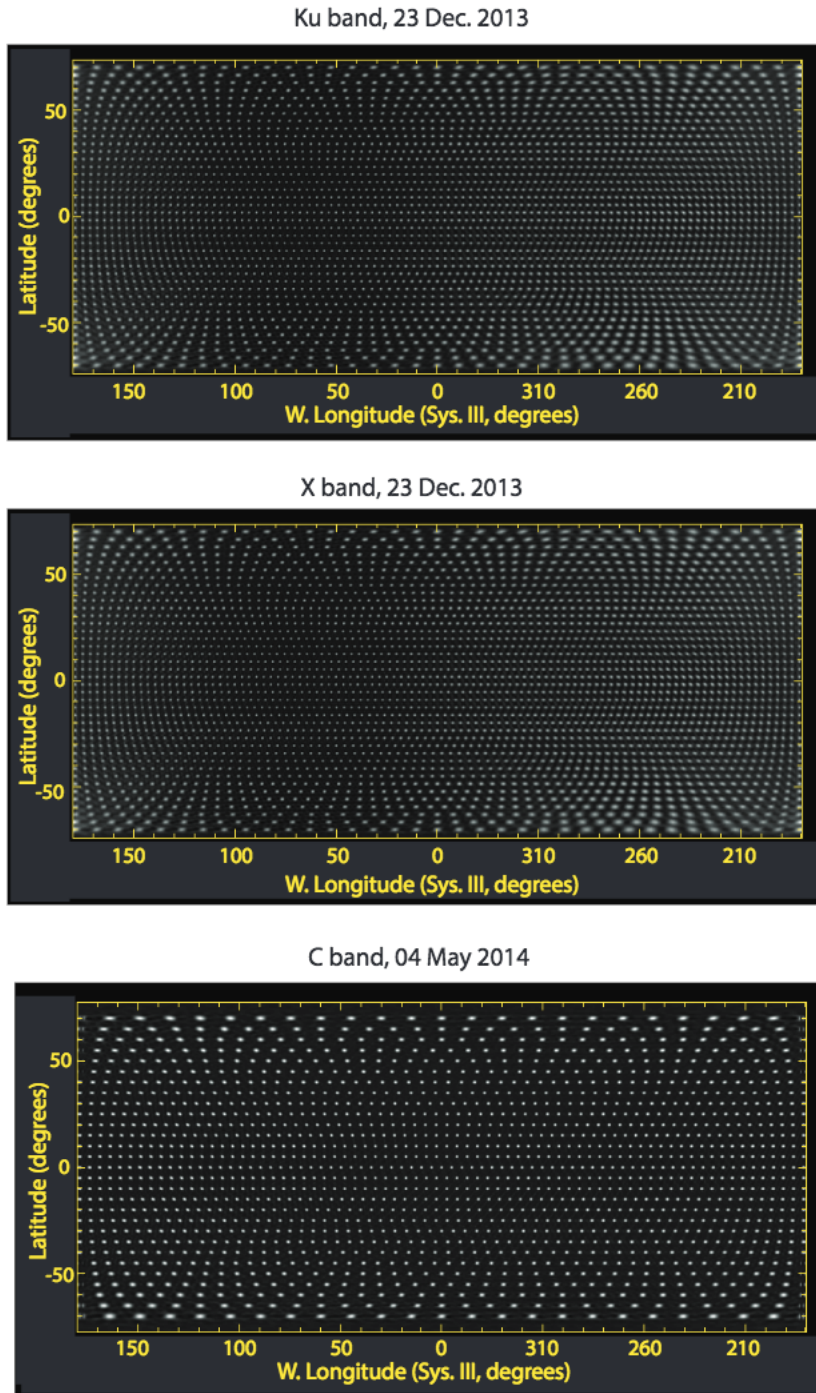 Ku band, 23 Dec. 2013
50
0
-50
Latitude (degrees)
150 100 50 0 310 260 210
W. Longitude (Sys. III, degrees)
X band, 23 Dec. 2013
50
0
-50
Latitude (degrees)
150 100 50 0 310 260 210
W. Longitude (Sys. III, degrees)
C band, 04 May 2014
50
0
-50
Latitude (degrees)
150 100 50 0 310 260 210
W. Longitude (Sys. III, degrees)